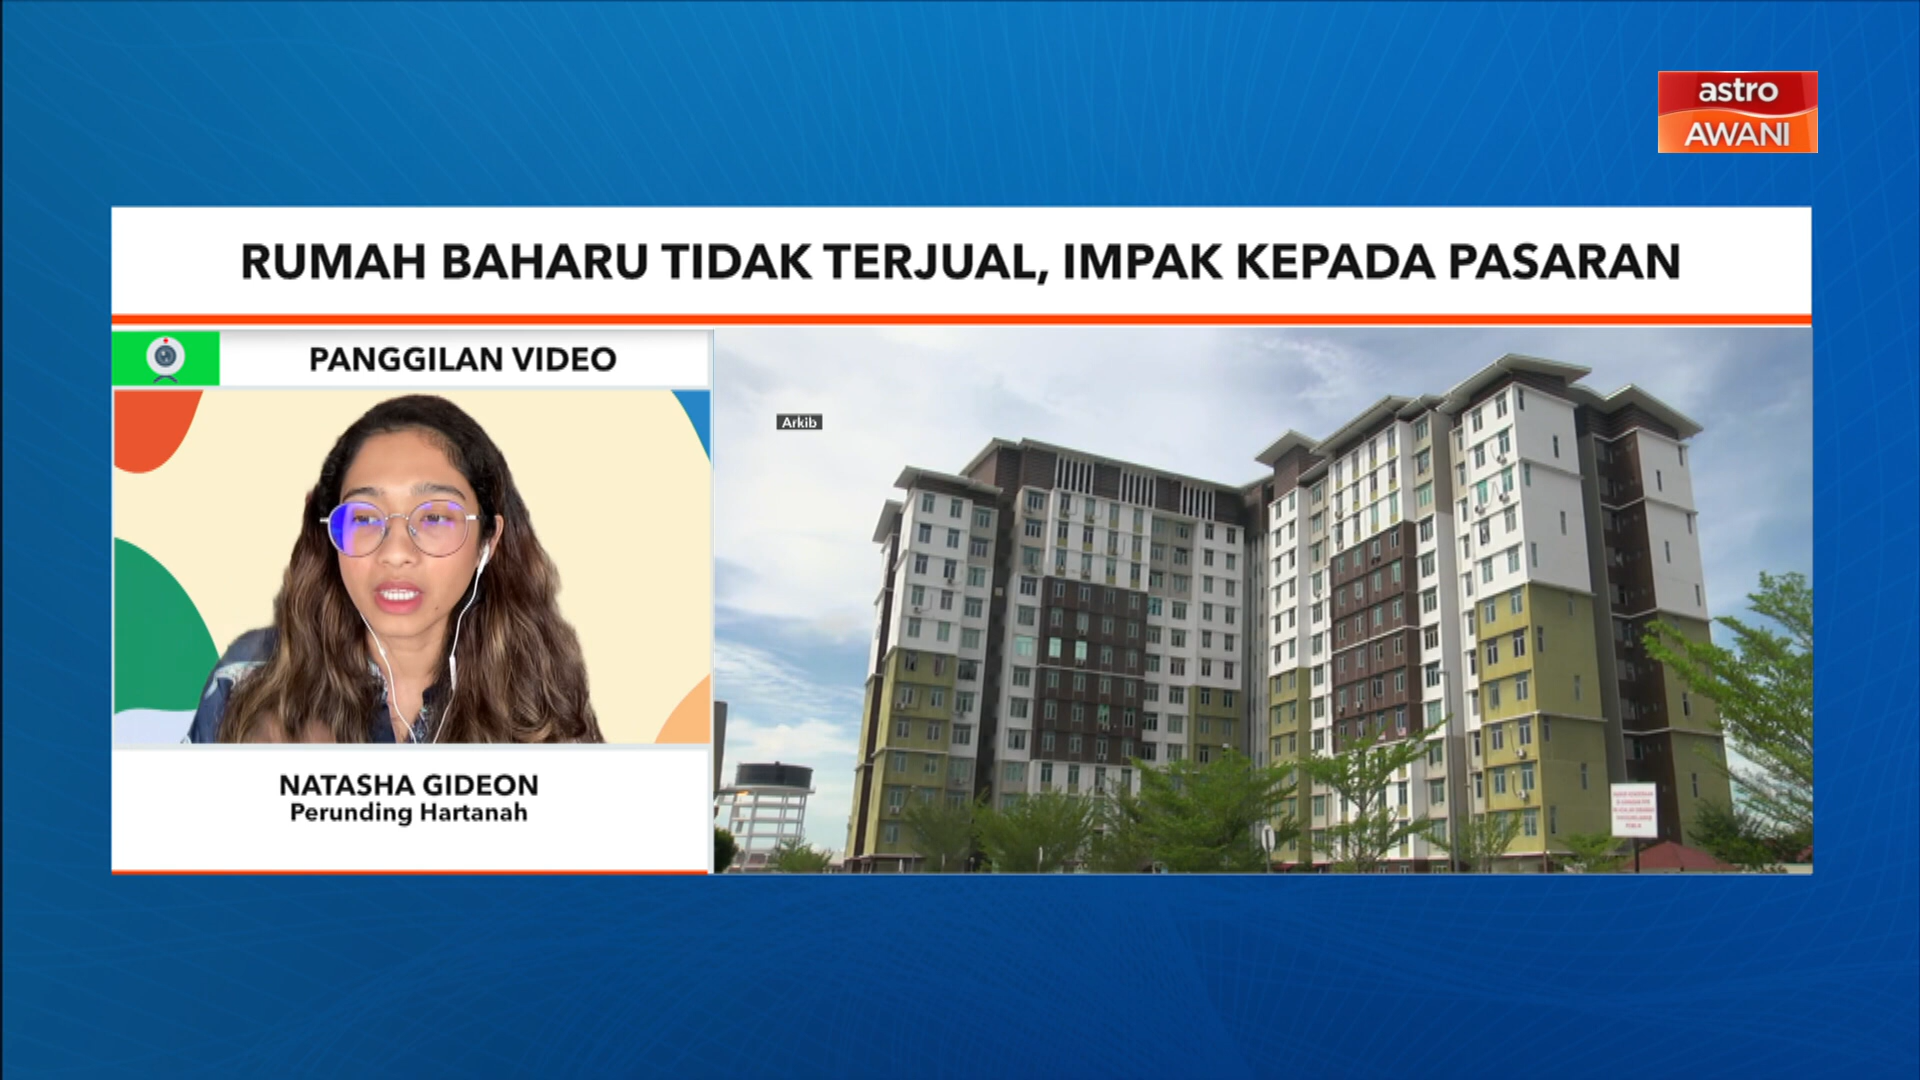 astro
AWANI
RUMAH BAHARU TIDAK TERJUAL, IMPAK KEPADA PASARAN
PANGGILAN VIDEO
Arkib
NATASHA GIDEON
Perunding Hartanah